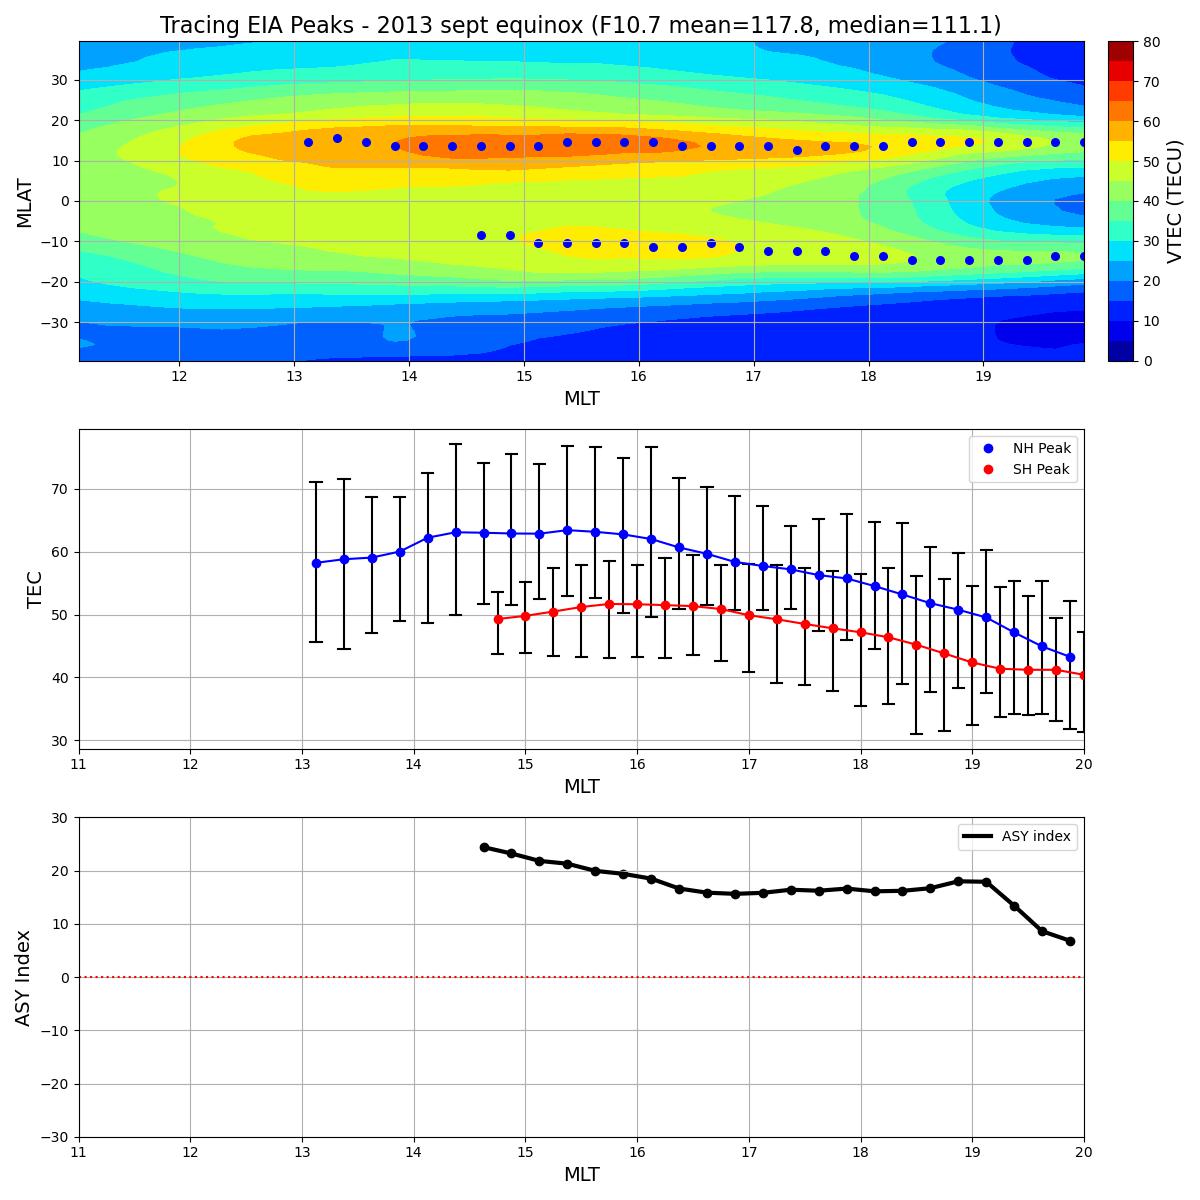 Tracing EIA Peaks - 2013 sept equinox (F10.7 mean=117.8, median=111.1)
30
20
10
0
−10
−20
−30
MLAT
12 13 14 15 16 17 18 19
MLT
80
70
60
50
40
30
20
10
0
VTEC (TECU)
NH Peak
SH Peak
70
60
50
40
30
TEC
11 12 13 14 15 16 17 18 19 20
MLT
ASY index
30
20
10
0
−10
−20
−30
ASY Index
11 12 13 14 15 16 17 18 19 20
MLT